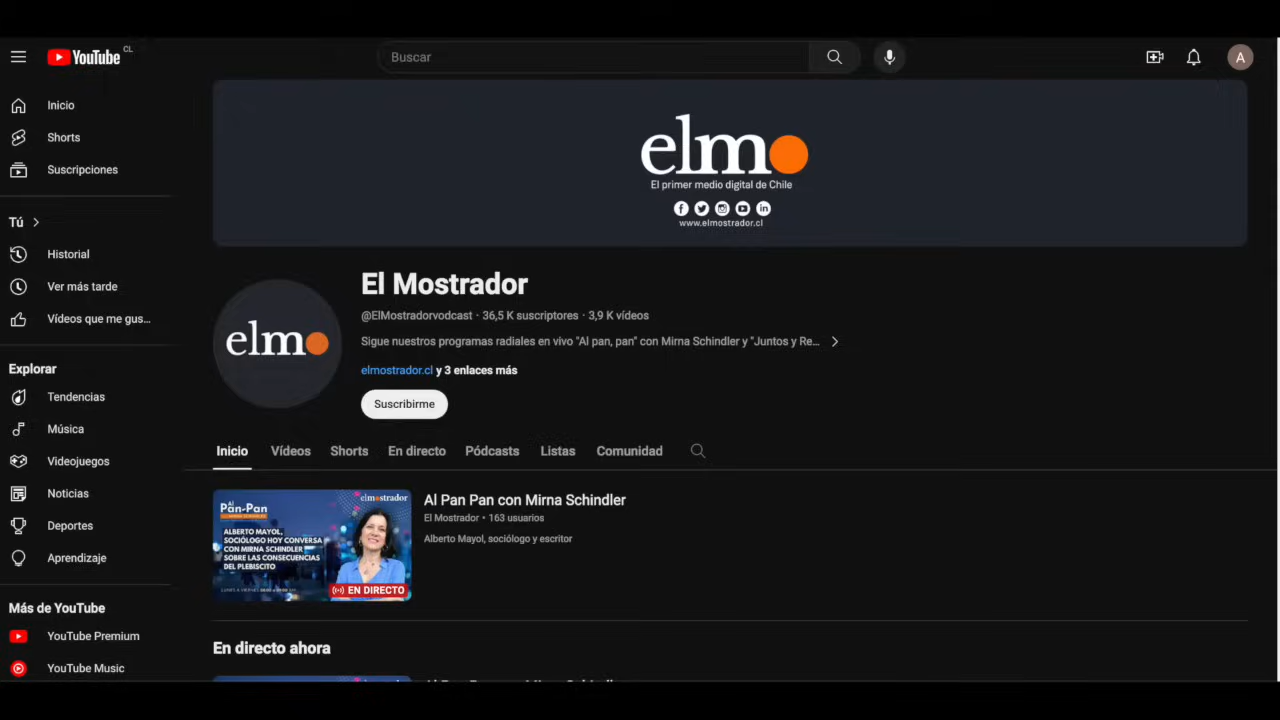 YouTube CL
Buscar
A
Inicio
Shorts
Suscripciones
Tú
Historial
Ver más tarde
Vídeos que me gus...
Explorar
Tendencias
Música
Videojuegos
Noticias
Deportes
Aprendizaje
Más de YouTube
YouTube Premium
YouTube Music
elmo
El primer medio digital de Chile
www.elmostrador.cl
elmo
El Mostrador
@ElMostradorvodcast · 36,5 K suscriptores · 3,9 K vídeos
Sigue nuestros programas radiales en vivo "Al pan, pan" con Mirna Schindler y "Juntos y Re...
elmostrador.cl y 3 enlaces más
Suscribirme
Inicio Vídeos Shorts En directo Pódcasts Listas Comunidad
elmostrador
Al
Pan-Pan
ALBERTO MAYOL,
SOCIÓLOGO HOY CONVERSA
CON MIRNA SCHINDLER
SOBRE LAS CONSECUENCIAS
DEL PLEBISCITO
EN DIRECTO
Al Pan Pan con Mirna Schindler
El Mostrador • 163 usuarios
Alberto Mayol, sociólogo y escritor
En directo ahora